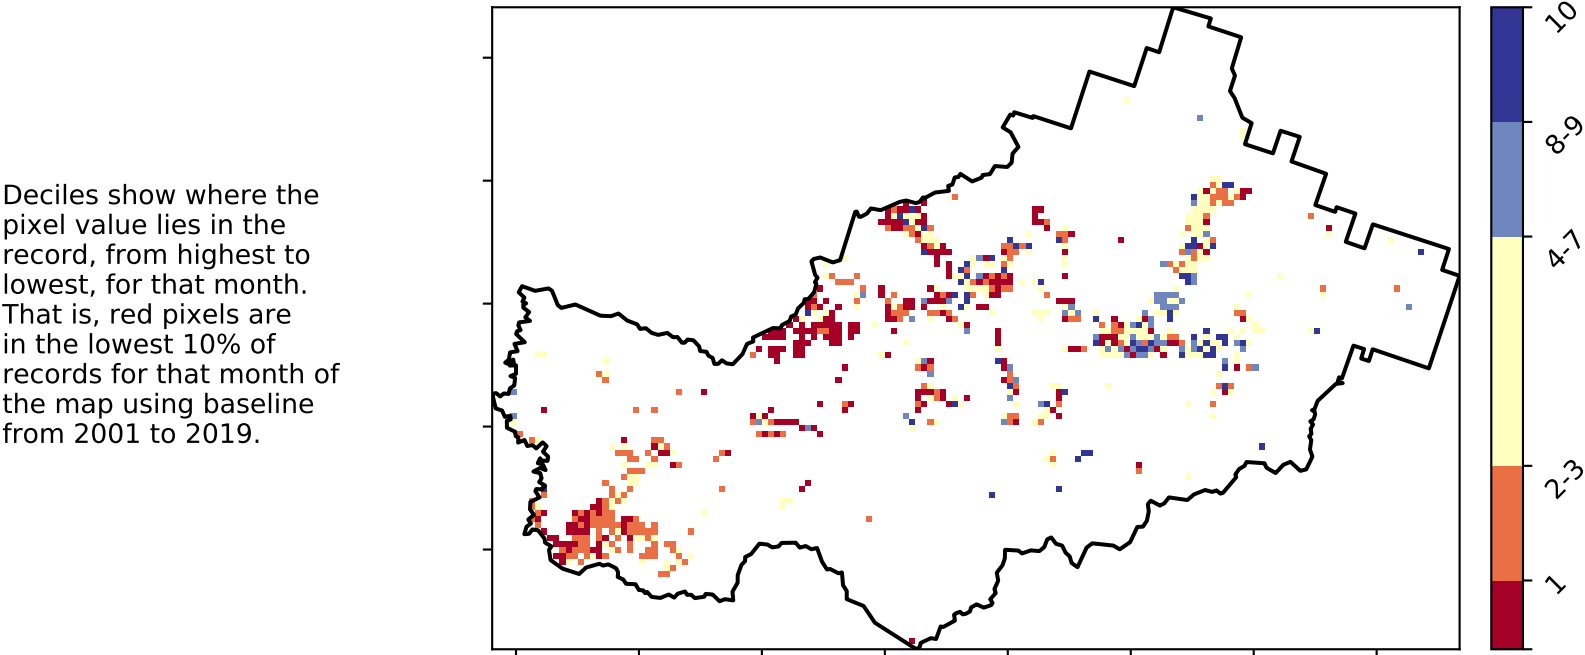 Deciles show where the
pixel value lies in the
record, from highest to
lowest, for that month.
That is, red pixels are
in the lowest 10% of
records for that month of
the map using baseline
from 2001 to 2019.
10
8-9
4-7
2-3
1